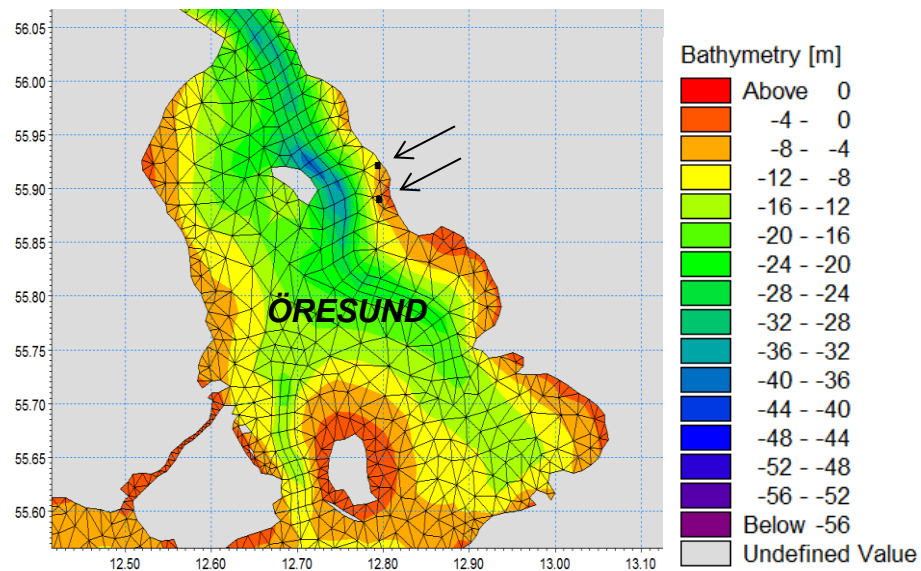 56.05
56.00
55.95
55.90
55.85
55.80
55.75
55.70
55.65
55.60
12.50
12.60
12.70
12.80
12.90
13.00
13.10
ÖRESUND
Bathymetry [m]
Above 0
-4 - 0
-8 - -4
-12 - -8
-16 - -12
-20 - -16
-24 - -20
-28 - -24
-32 - -28
-36 - -32
-40 - -36
-44 - -40
-48 - -44
-52 - -48
-56 - -52
Below -56
Undefined Value